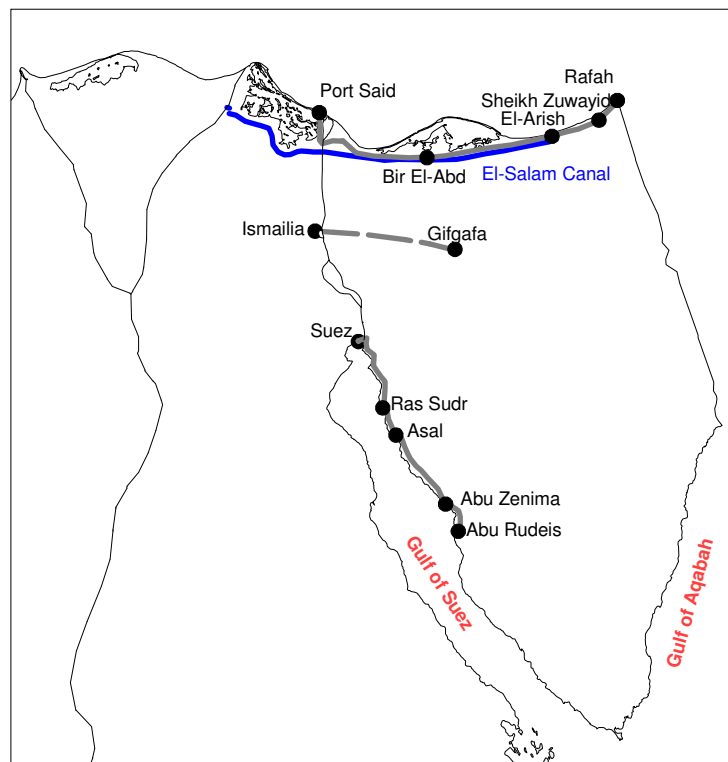 Rafah
Port Said
Sheikh Zuwayid
El-Arish
Bir El-Abd
El-Salam Canal
Ismailia
Gifgafa
Suez
Ras Sudr
Asal
Abu Zenima
Abu Rudeis
Gulf of Suez
Gulf of Aqabah